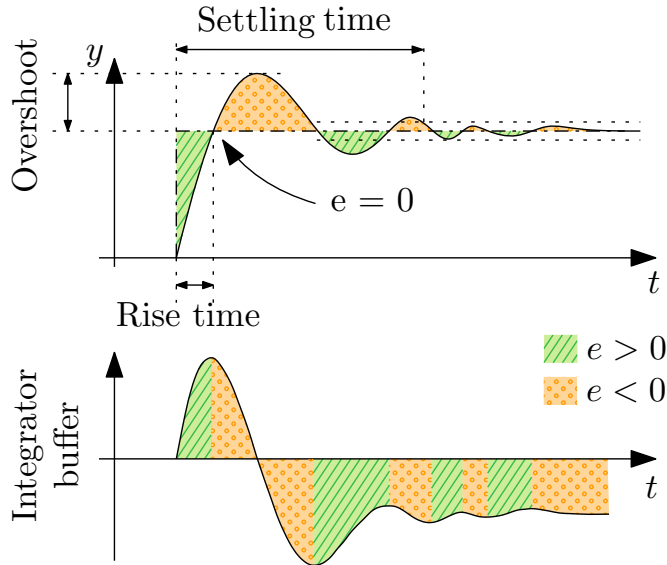 Settling time
y
Overshoot
e = 0
t
Rise time
e > 0
e < 0
Integrator
buffer
t